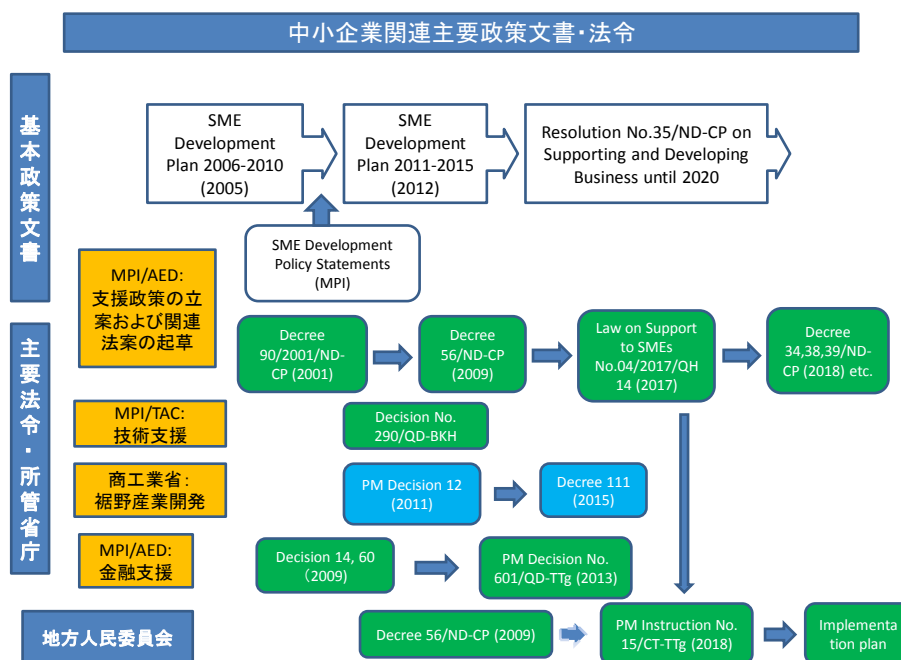 中小企業関連主要政策文書・法令
基本政策文書
SME
Development
Plan 2006-2010
(2005)
SME
Development
Plan 2011-2015
(2012)
Resolution No.35/ND-CP on
Supporting and Developing
Business until 2020
SME Development
Policy Statements
(MPI)
MPI/AED:
支援政策の立
案および関連
法案の起草
主要法令・所管省庁
Decree
90/2001/ND-
CP (2001)
Decree
56/ND-CP
(2009)
Law on Support
to SMEs
No.04/2017/QH
14 (2017)
Decree
34,38,39/ND-
CP (2018) etc.
MPI/TAC:
技術支援
Decision No.
290/QD-BKH
商工業省:
裾野産業開発
PM Decision 12
(2011)
Decree 111
(2015)
MPI/AED:
金融支援
Decision 14, 60
（2009)
PM Decision No.
601/QD-TTg (2013)
地方人民委員会
Decree 56/ND-CP (2009)
PM Instruction No.
15/CT-TTg (2018)
Implementa
tion plan